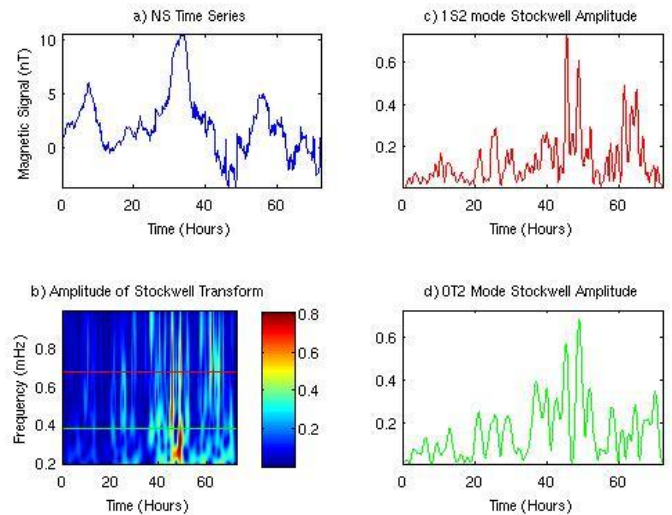 a) NS Time Series
Magnetic Signal (nT)
10
5
0
0 20 40 60
Time (Hours)
c) 1S2 mode Stockwell Amplitude
0.6
0.4
0.2
0 20 40 60
Time (Hours)
b) Amplitude of Stockwell Transform
Frequency (mHz)
0.8
0.6
0.4
0.2
0 20 40 60
Time (Hours)
0.8
0.6
0.4
0.2
d) 0T2 Mode Stockwell Amplitude
0.6
0.4
0.2
0 20 40 60
Time (Hours)